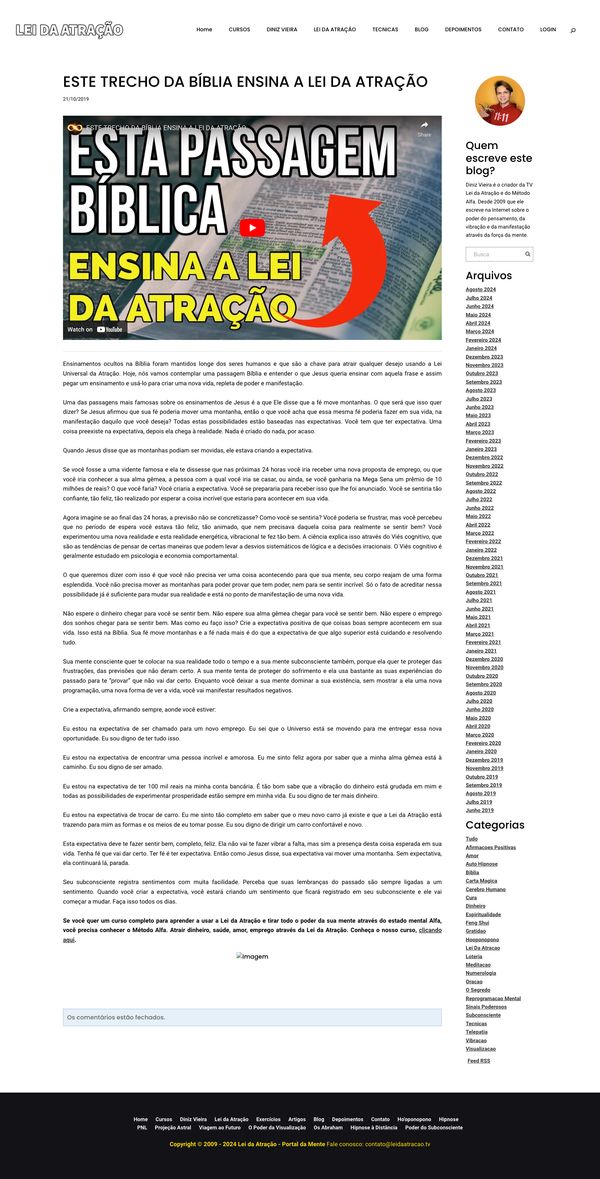 LEI DA ATRAÇÃO
Home CURSOS DINIZ VIEIRA LEI DA ATRAÇÃO TECNICAS BLOG DEPOIMENTOS CONTATO LOGIN
ESTE TRECHO DA BÍBLIA ENSINA A LEI DA ATRAÇÃO
21/10/2019
ESTE TRECHO DA BÍBLIA ENSINA A LEI DA ATRAÇÃO
Share
ESTA PASSAGEM
BÍBLICA
ENSINA A LEI
DA ATRAÇÃO
Watch on YouTube
Ensinamentos ocultos na Bíblia foram mantidos longe dos seres humanos e que são a chave para atrair qualquer desejo usando a Lei
Universal da Atração. Hoje, nós vamos contemplar uma passagem Bíblia e entender o que Jesus queria ensinar com aquela frase e assim
pegar um ensinamento e usá-lo para criar uma nova vida, repleta de poder e manifestação.
Uma das passagens mais famosas sobre os ensinamentos de Jesus é a que Ele disse que a fé move montanhas. O que será que isso quer
dizer? Se Jesus afirmou que sua fé poderia mover uma montanha, então o que você acha que essa mesma fé poderia fazer em sua vida, na
manifestação daquilo que você deseja? Todas estas possibilidades estão baseadas nas expectativas. Você tem que ter expectativa. Uma
coisa preexiste na expectativa, depois ela chega à realidade. Nada é criado do nada, por acaso.
Quando Jesus disse que as montanhas podiam ser movidas, ele estava criando a expectativa.
Se você fosse a uma vidente famosa e ela te dissesse que nas próximas 24 horas você iria receber uma nova proposta de emprego, ou que
você iria conhecer a sua alma gêmea, a pessoa com a qual você iria se casar, ou ainda, se você ganharia na Mega Sena um prêmio de 10
milhões de reais? O que você faria? Você criaria a expectativa. Você se prepararia para receber isso que lhe foi anunciado. Você se sentiria tão
confiante, tão feliz, tão realizado por esperar a coisa incrível que estaria para acontecer em sua vida.
Agora imagine se ao final das 24 horas, a previsão não se concretizasse? Como você se sentiria? Você poderia se frustrar, mas você percebeu
que no período de espera você estava tão feliz, tão animado, que nem precisava daquela coisa para realmente se sentir bem? Você
experimentou uma nova realidade e esta realidade energética, vibracional te fez tão bem. A ciência explica isso através do Viés cognitivo, que
são as tendências de pensar de certas maneiras que podem levar a desvios sistemáticos de lógica e a decisões irracionais. O Viés cognitivo é
geralmente estudado em psicologia e economia comportamental.
O que queremos dizer com isso é que você não precisa ver uma coisa acontecendo para que sua mente, seu corpo reajam de uma forma
esplendida. Você não precisa mover as montanhas para poder provar que tem poder, nem para se sentir incrível. Só o fato de acreditar nessa
possibilidade já é suficiente para mudar sua realidade e está no ponto de manifestação de uma nova vida.
Não espere o dinheiro chegar para você se sentir bem. Não espere sua alma gêmea chegar para você se sentir bem. Não espere o emprego
dos sonhos chegar para se sentir bem. Mas como eu faço isso? Crie a expectativa positiva de que coisas boas sempre acontecem em sua
vida. Isso está na Bíblia. Sua fé move montanhas e a fé nada mais é do que a expectativa de que algo superior está cuidando e resolvendo
tudo.
Sua mente consciente quer te colocar na sua realidade todo o tempo e a sua mente subconsciente também, porque ela quer te proteger das
frustrações, das previsões que não deram certo. A sua mente tenta de proteger do sofrimento e ela usa bastante as suas experiências do
passado para te "provar" que não vai dar certo. Enquanto você deixar a sua mente dominar a sua existência, sem mostrar a ela uma nova
programação, uma nova forma de ver a vida, você vai manifestar resultados negativos.
Crie a expectativa, afirmando sempre, aonde você estiver:
Eu estou na expectativa de ser chamado para um novo emprego. Eu sei que o Universo está se movendo para me entregar essa nova
oportunidade. Eu sou digno de ter tudo isso.
Eu estou na expectativa de encontrar uma pessoa incrível e amorosa. Eu me sinto feliz agora por saber que a minha alma gêmea está à
caminho. Eu sou digno de ser amado.
Eu estou na expectativa de ter 100 mil reais na minha conta bancária. É tão bom sabe que a vibração do dinheiro está grudada em mim e
todas as possibilidades de experimentar prosperidade estão sempre em minha vida. Eu sou digno de ter mais dinheiro.
Eu estou na expectativa de trocar de carro. Eu me sinto tão completo em saber que o meu novo carro já existe e que a Lei da Atração está
trazendo para mim as formas e os meios de eu tomar posse. Eu sou digno de dirigir um carro confortável e novo.
Esta expectativa deve te fazer sentir bem, completo, feliz. Ela não vai te fazer vibrar a falta, mas sim a presença desta coisa esperada em sua
vida. Tenha fé que vai dar certo. Ter fé é ter expectativa. Então como Jesus disse, sua expectativa vai mover uma montanha. Sem expectativa,
ela continuará lá, parada.
Seu subconsciente registra sentimentos com muita facilidade. Perceba que suas lembranças do passado são sempre ligadas a um
sentimento. Quando você criar a expectativa, você estará criando um sentimento que ficará registrado em seu subconsciente e ele vai
começar a mudar. Faça isso todos os dias.
Se você quer um curso completo para aprender a usar a Lei da Atração e tirar todo o poder da sua mente através do estado mental Alfa,
você precisa conhecer o Método Alfa. Atrair dinheiro, saúde, amor, emprego através da Lei da Atração. Conheça o nosso curso, clicando
aqui.
imagem
Os comentários estão fechados.
11:11
Quem
escreve este
blog?
Diniz Vieira é o criador da TV
Lei da Atração e do Método
Alfa. Desde 2009 que ele
escreve na Internet sobre o
poder do pensamento, da
vibração e da manifestação
através da força da mente.
Busca
Arquivos
Agosto 2024
Julho 2024
Junho 2024
Maio 2024
Abril 2024
Março 2024
Fevereiro 2024
Janeiro 2024
Dezembro 2023
Novembro 2023
Outubro 2023
Setembro 2023
Agosto 2023
Julho 2023
Junho 2023
Maio 2023
Abril 2023
Março 2023
Fevereiro 2023
Janeiro 2023
Dezembro 2022
Novembro 2022
Outubro 2022
Setembro 2022
Agosto 2022
Julho 2022
Junho 2022
Maio 2022
Abril 2022
Março 2022
Fevereiro 2022
Janeiro 2022
Dezembro 2021
Novembro 2021
Outubro 2021
Setembro 2021
Agosto 2021
Julho 2021
Junho 2021
Maio 2021
Abril 2021
Março 2021
Fevereiro 2021
Janeiro 2021
Dezembro 2020
Novembro 2020
Outubro 2020
Setembro 2020
Agosto 2020
Julho 2020
Junho 2020
Maio 2020
Abril 2020
Março 2020
Fevereiro 2020
Janeiro 2020
Dezembro 2019
Novembro 2019
Outubro 2019
Setembro 2019
Agosto 2019
Julho 2019
Junho 2019
Categorias
Tudo
Afirmacoes Positivas
Amor
Auto Hipnose
Bíblia
Carta Magica
Cerebro Humano
Cura
Dinheiro
Espiritualidade
Feng Shui
Gratidao
Hooponopono
Lei Da Atracao
Loteria
Meditacao
Numerologia
Oracao
O Segredo
Reprogramacao Mental
Sinais Poderosos
Subconsciente
Tecnicas
Telepatia
Vibracao
Visualizacao
Feed RSS
Home Cursos Diniz Vieira Lei da Atração Exercícios Artigos Blog Depoimentos Contato Ho'oponopono Hipnose
PNL Projeção Astral Viagem ao Futuro O Poder da Visualização Os Abraham Hipnose à Distância Poder do Subconsciente
Copyright © 2009 - 2024 Lei da Atração - Portal da Mente Fale conosco: contato@leidaatracao.tv